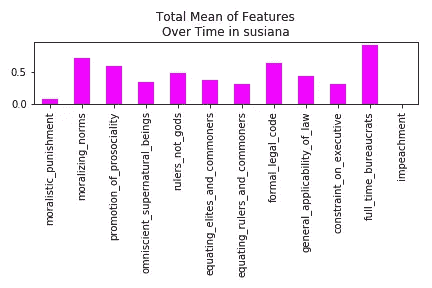 Total Mean of Features
Over Time in susiana
0.5
0.0
moralistic_punishment
moralizing_norms
promotion_of_prosociality
omniscient_supernatural_beings
rulers_not_gods
equating_elites_and_commoners
equating_rulers_and_commoners
formal_legal_code
general_applicability_of_law
constraint_on_executive
full_time_bureaucrats
impeachment